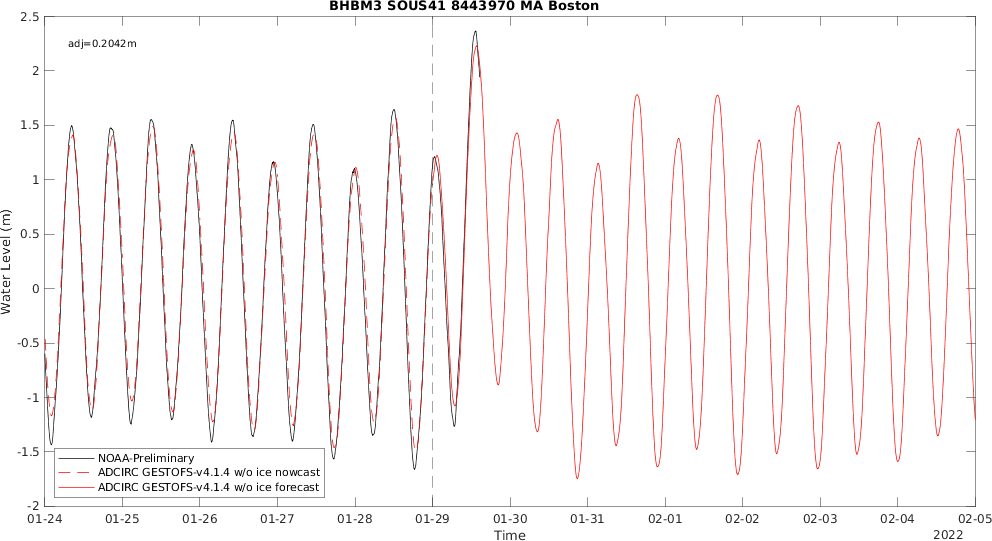 BHBM3 SOUS41 8443970 MA Boston
adj=0.2042m
2.5
2
1.5
1
0.5
0
-0.5
-1
-1.5
-2
Water Level (m)
NOAA-Preliminary
ADCIRC GESTOFS-v4.1.4 w/o ice nowcast
ADCIRC GESTOFS-v4.1.4 w/o ice forecast
01-24 01-25 01-26 01-27 01-28 01-29 01-30 01-31 02-01 02-02 02-03 02-04 02-05
Time
2022